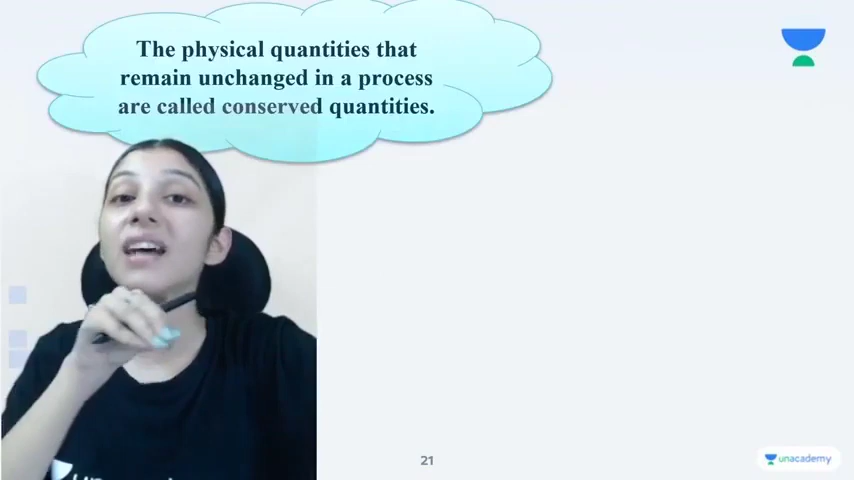 The physical quantities that
remain unchanged in a process
are called conserved quantities.
21
unacademy